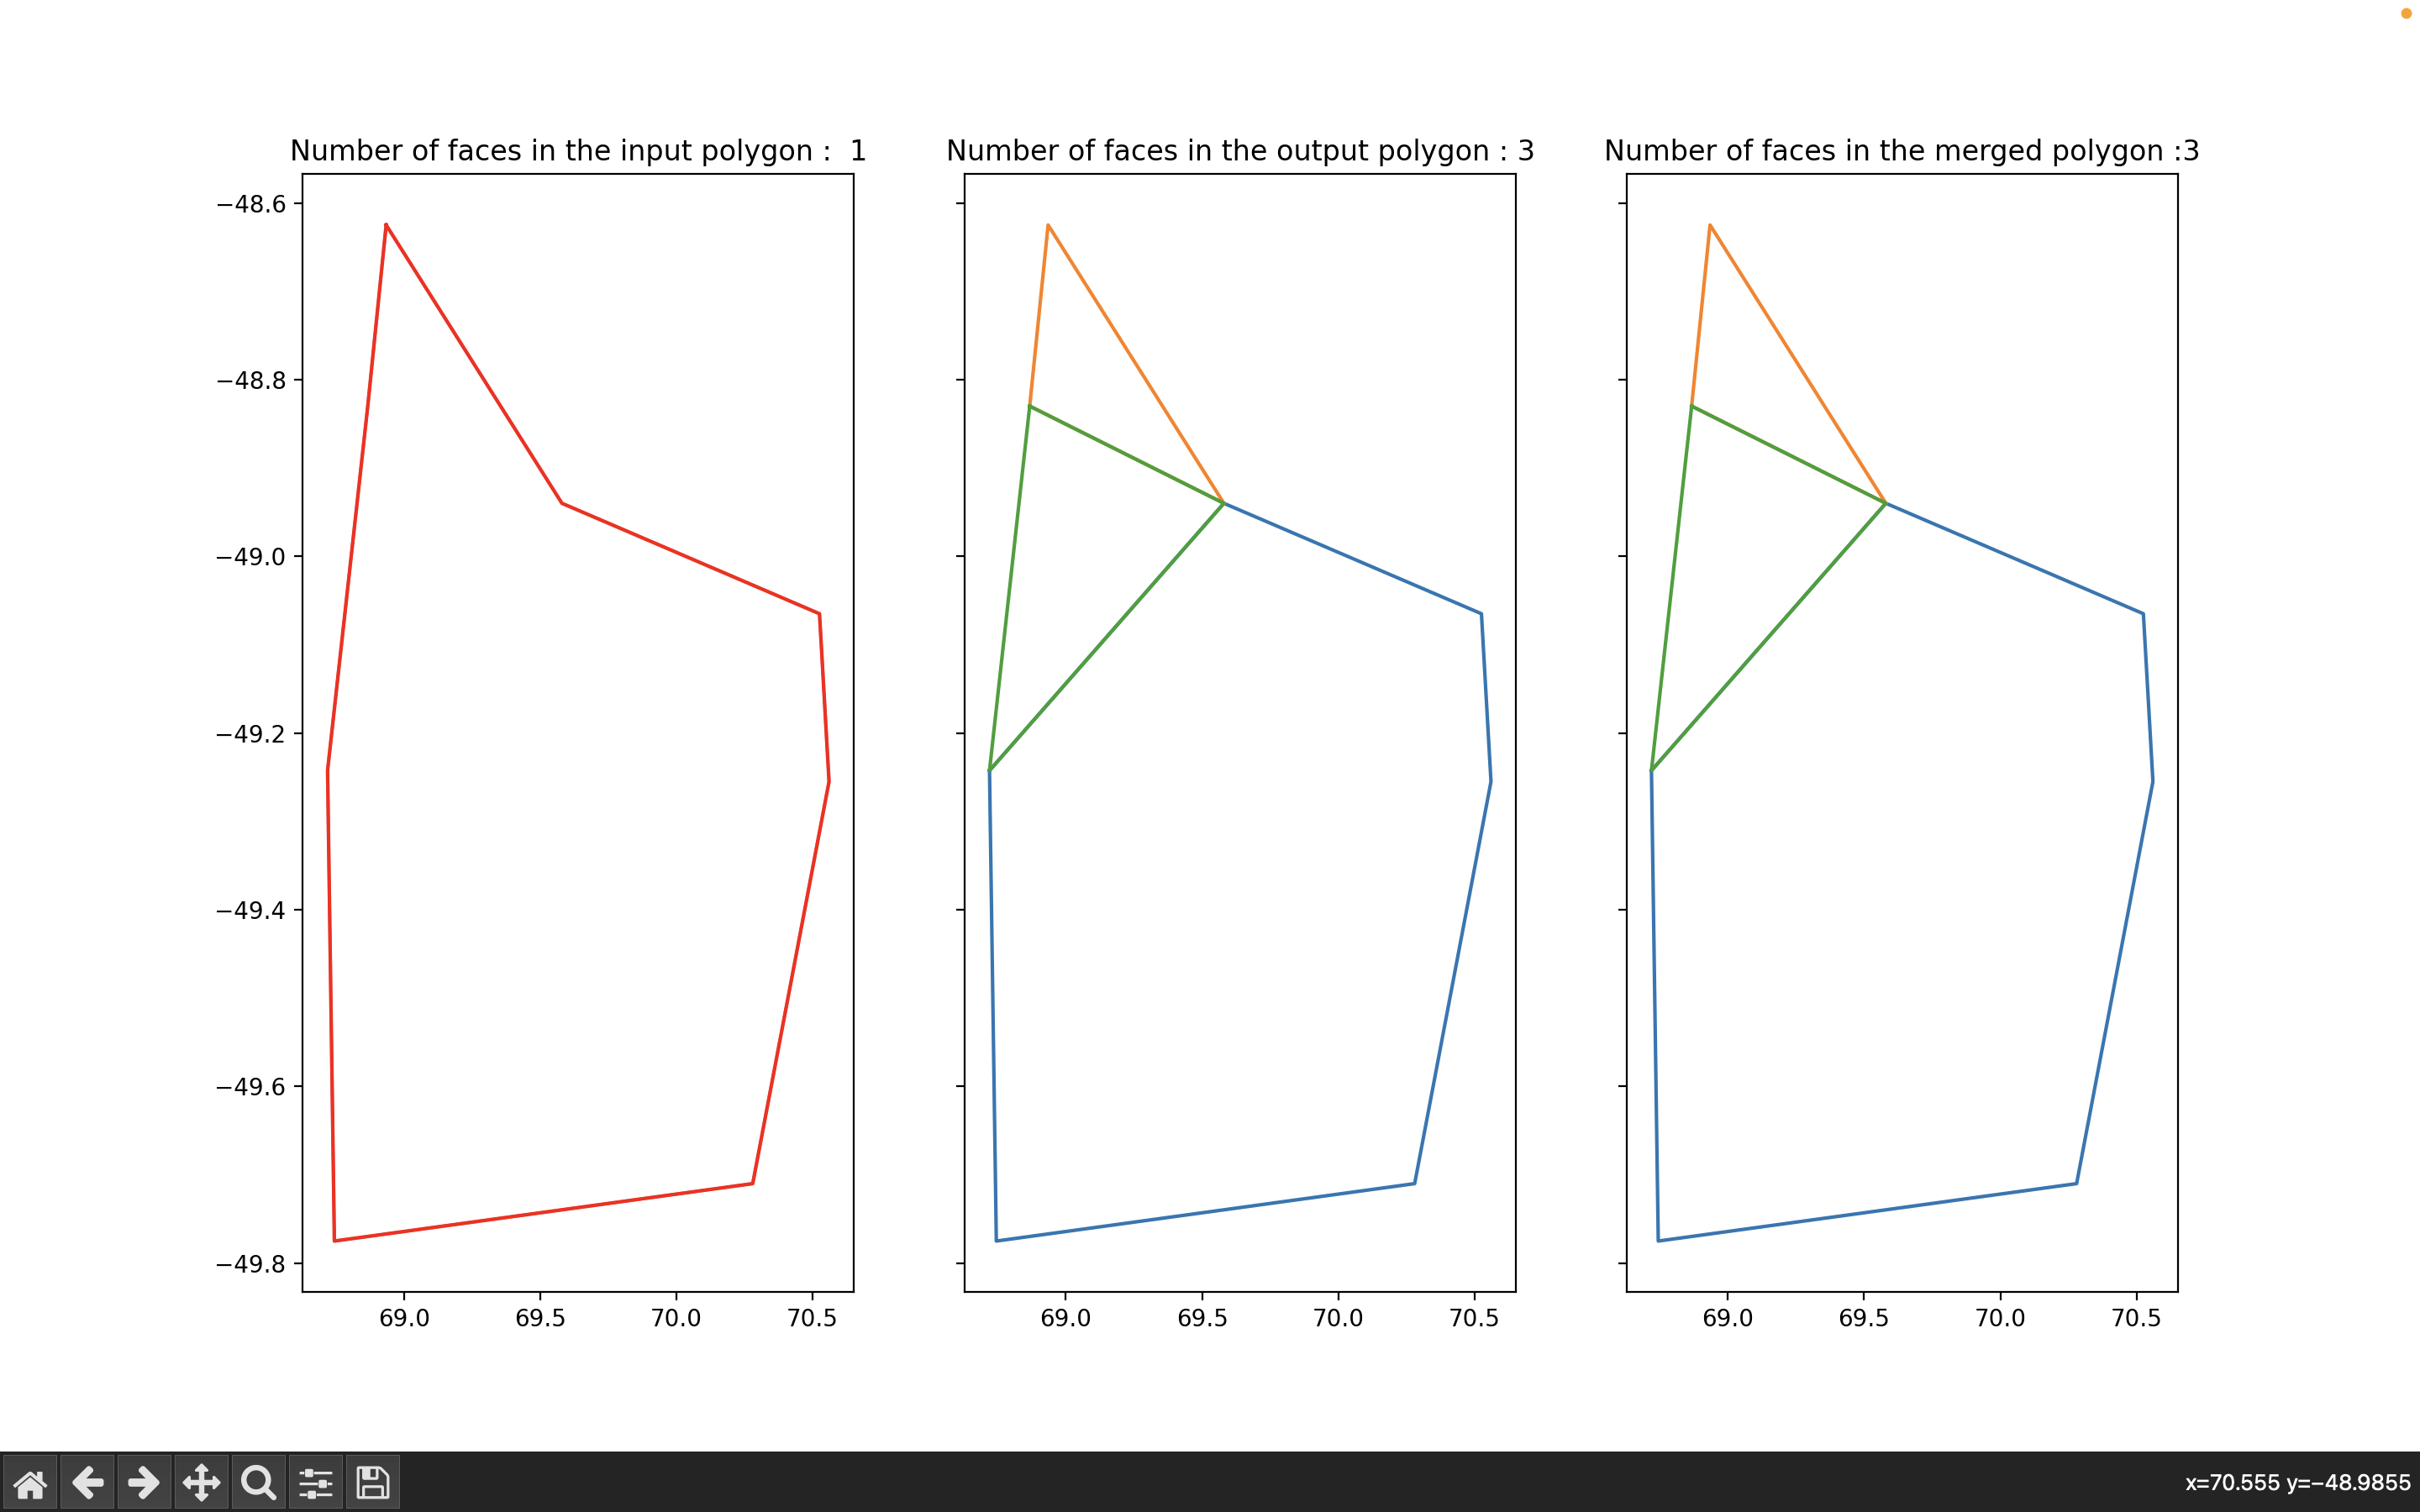 Number of faces in the input polygon :  1
Number of faces in the output polygon : 3
Number of faces in the merged polygon :3
−48.6
−48.8
−49.0
−49.2
−49.4
−49.6
−49.8
69.0 69.5 70.0 70.5
69.0 69.5 70.0 70.5
69.0 69.5 70.0 70.5
x=70.555 y=−48.9855